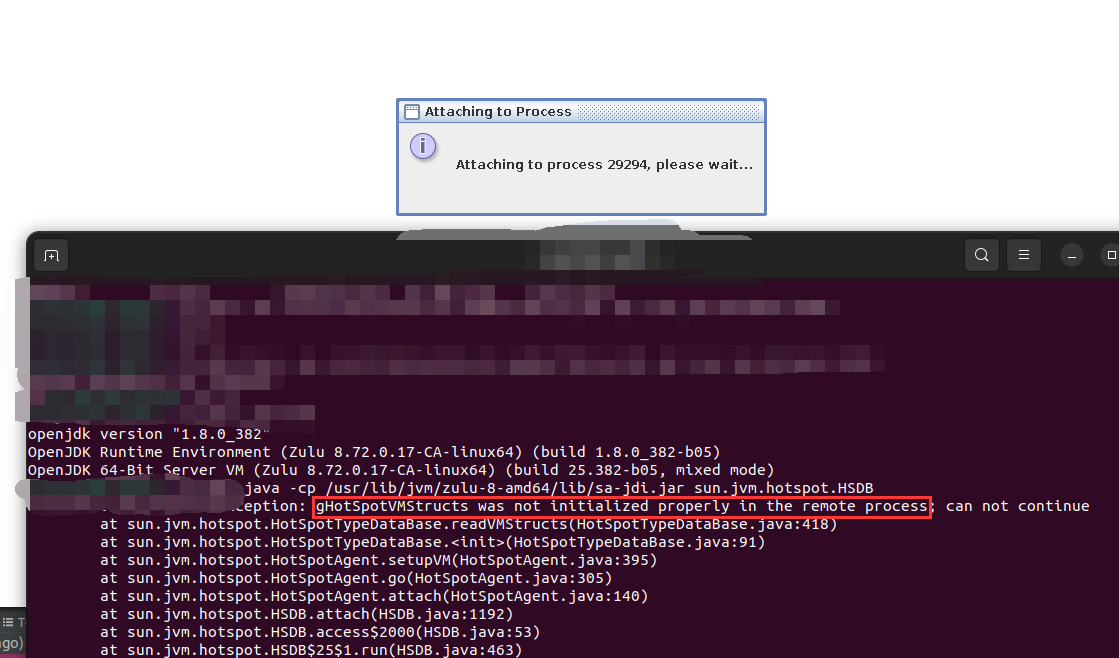 Attaching to Process
Attaching to process 29294, please wait...
openjdk version "1.8.0_382"
OpenJDK Runtime Environment (Zulu 8.72.0.17-CA-linux64) (build 1.8.0_382-b05)
OpenJDK 64-Bit Server VM (Zulu 8.72.0.17-CA-linux64) (build 25.382-b05, mixed mode)
java -cp /usr/lib/jvm/zulu-8-amd64/lib/sa-jdi.jar sun.jvm.hotspot.HSDB
ception: gHotSpotVMStructs was not initialized properly in the remote process; can not continue
at sun.jvm.hotspot.HotSpotTypeDataBase.readVMStructs(HotSpotTypeDataBase.java:418)
at sun.jvm.hotspot.HotSpotTypeDataBase.<init>(HotSpotTypeDataBase.java:91)
at sun.jvm.hotspot.HotSpotAgent.setupVM(HotSpotAgent.java:395)
at sun.jvm.hotspot.HotSpotAgent.go(HotSpotAgent.java:305)
at sun.jvm.hotspot.HotSpotAgent.attach(HotSpotAgent.java:140)
at sun.jvm.hotspot.HSDB.attach(HSDB.java:1192)
at sun.jvm.hotspot.HSDB.access$2000(HSDB.java:53)
at sun.jvm.hotspot.HSDB$25$1.run(HSDB.java:463)
ago)